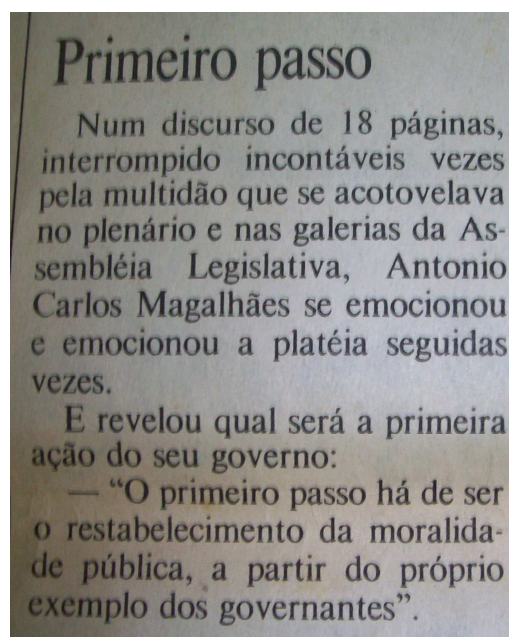 Primeiro passo
Num discurso de 18 páginas,
interrompido incontáveis vezes
pela multidão que se acotovelava
no plenário e nas galerias da As-
sembléia Legislativa, Antonio
Carlos Magalhães se emocionou
e emocionou a platéia seguidas
vezes.
E revelou qual será a primeira
ação do seu governo:
— “O primeiro passo há de ser
o restabelecimento da moralida-
de pública, a partir do próprio
exemplo dos governantes”.